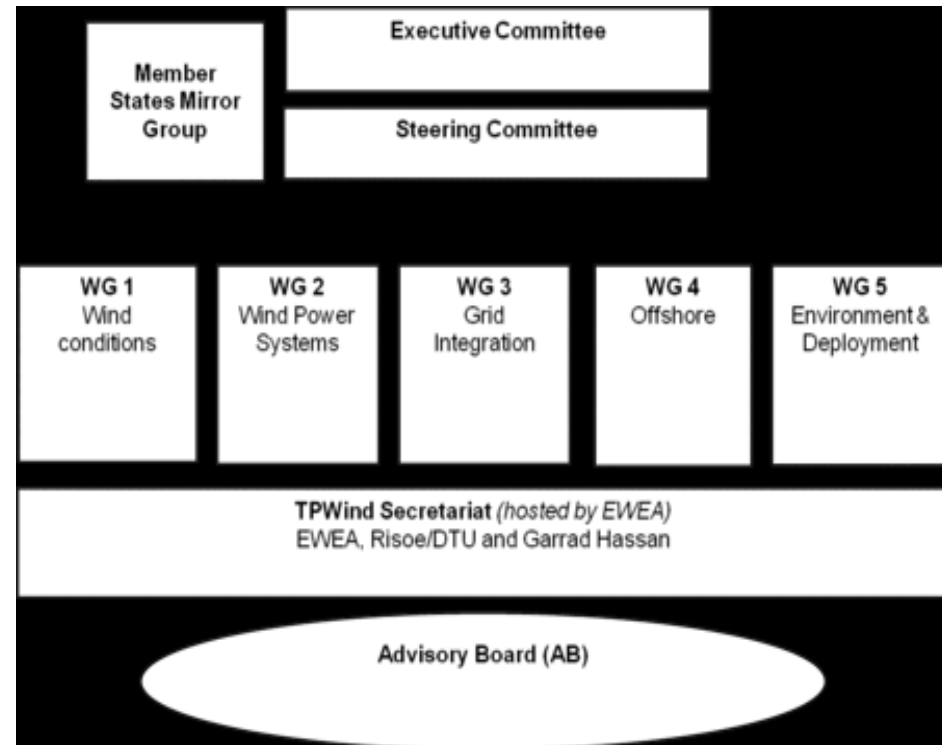 Executive Committee
Member
States Mirror
Group
Steering Committee
WG 1
Wind
conditions
WG 2
Wind Power
Systems
WG 3
Grid
Integration
WG 4
Offshore
WG 5
Environment &
Deployment
TPWind Secretariat (hosted by EWEA)
EWEA, Risoe/DTU and Garrad Hassan
Advisory Board (AB)